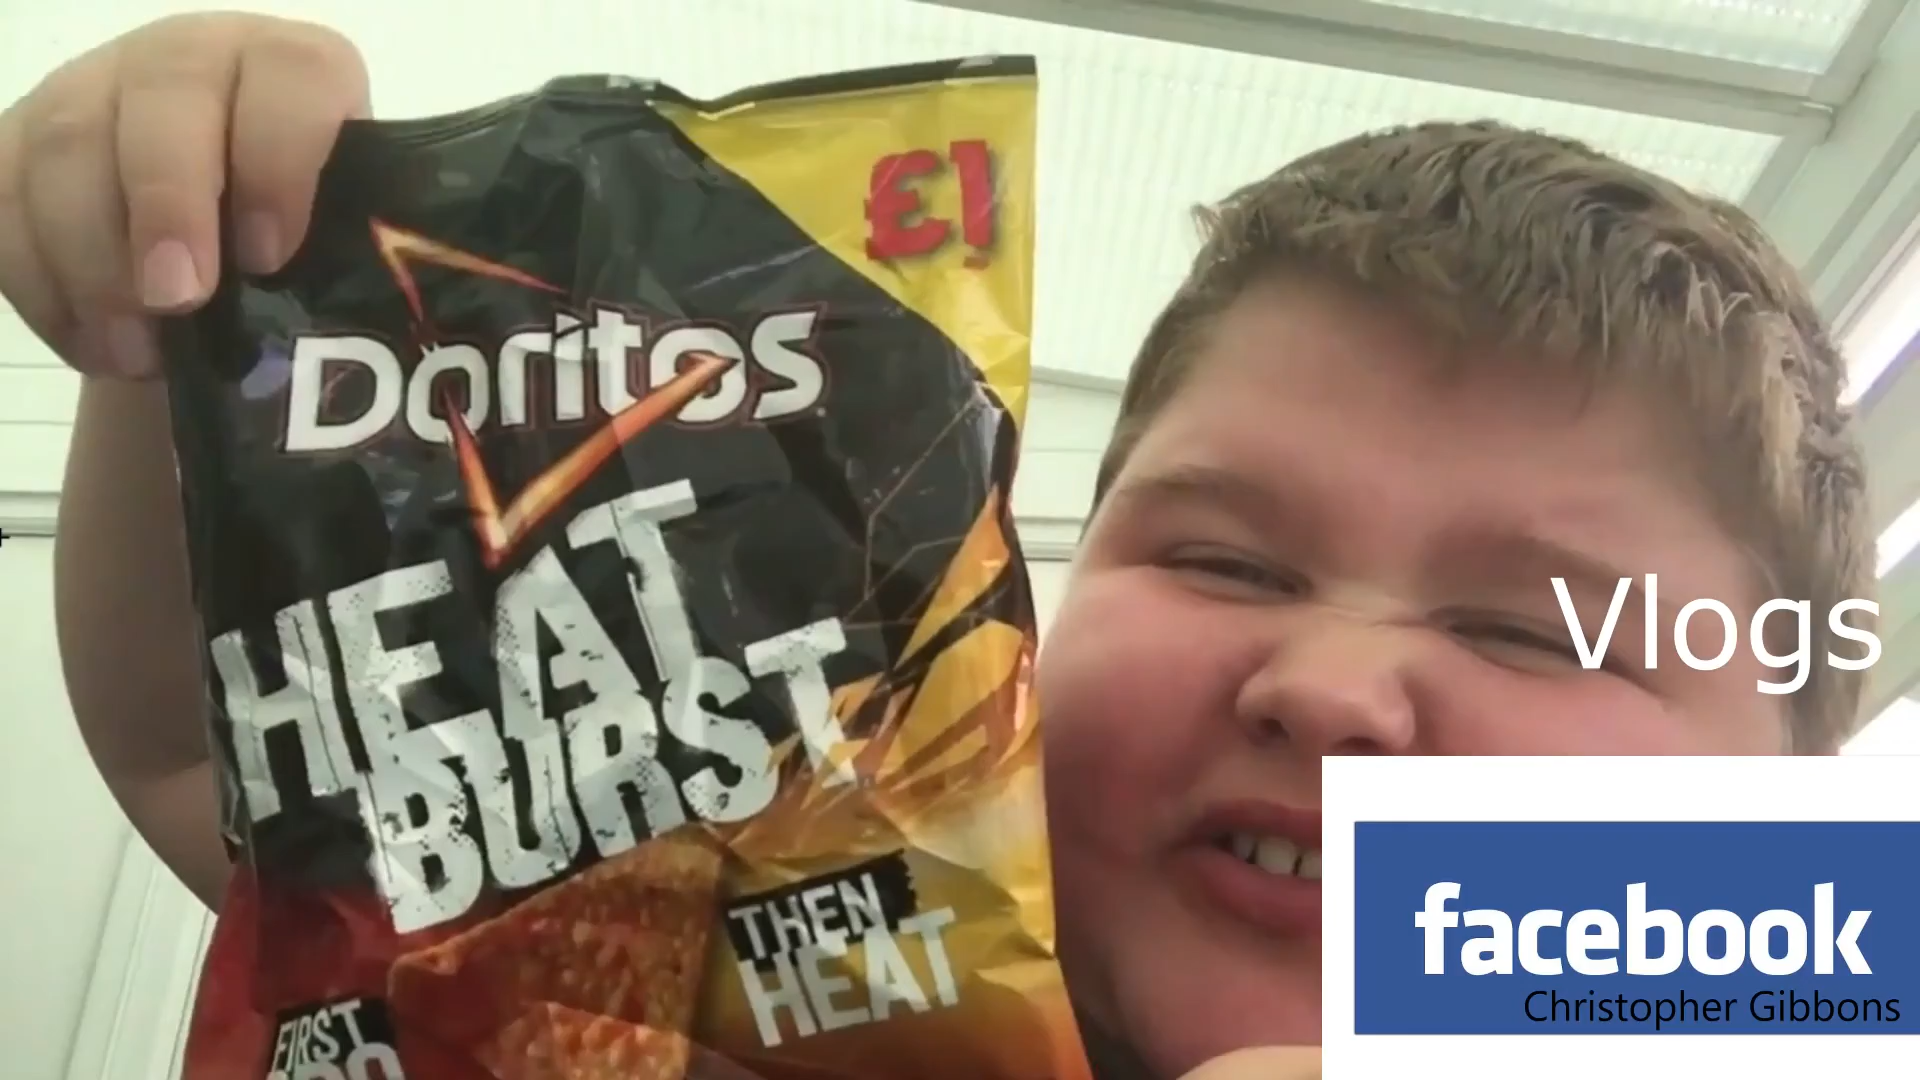 £1
Doritos
HEAT
BURST
THEN
HEAT
FIRST
Vlogs
facebook
Christopher Gibbons